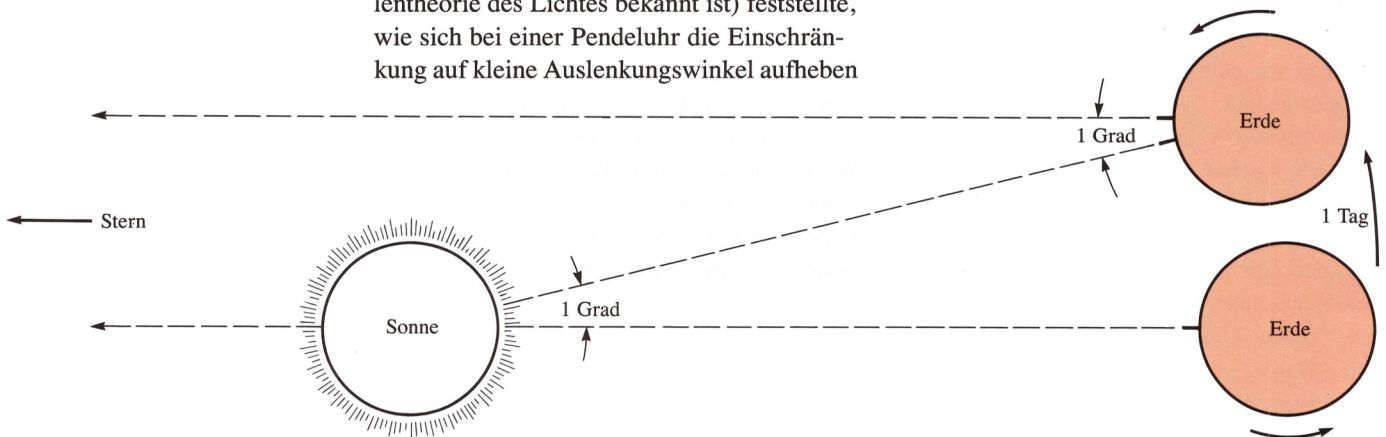 lentheorie des Lichtes bekannt ist) feststellte,
wie sich bei einer Pendeluhr die Einschrän-
kung auf kleine Auslenkungswinkel aufheben
Erde
1 Grad
1 Tag
Stern
1 Grad
Sonne
Erde